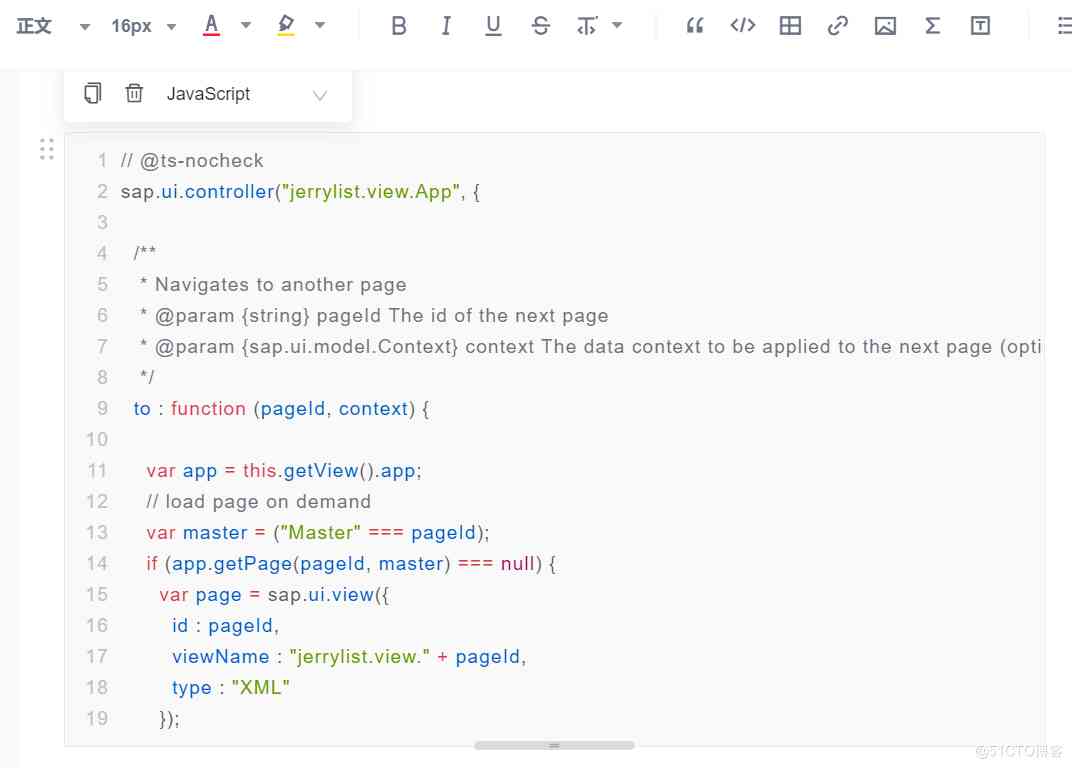 正文 16px A B I U S
JavaScript
1 // @ts-nocheck
2 sap.ui.controller("jerrylist.view.App", {
3
4 /**
5 * Navigates to another page
6 * @param {string} pageId The id of the next page
7 * @param {sap.ui.model.Context} context The data context to be applied to the next page (opti
8 */
9 to : function (pageId, context) {
10
11 var app = this.getView().app;
12 // load page on demand
13 var master = ("Master" === pageId);
14 if (app.getPage(pageId, master) === null) {
15 var page = sap.ui.view({
16 id : pageId,
17 viewName : "jerrylist.view." + pageId,
18 type : "XML"
19 });
@51CTO博客